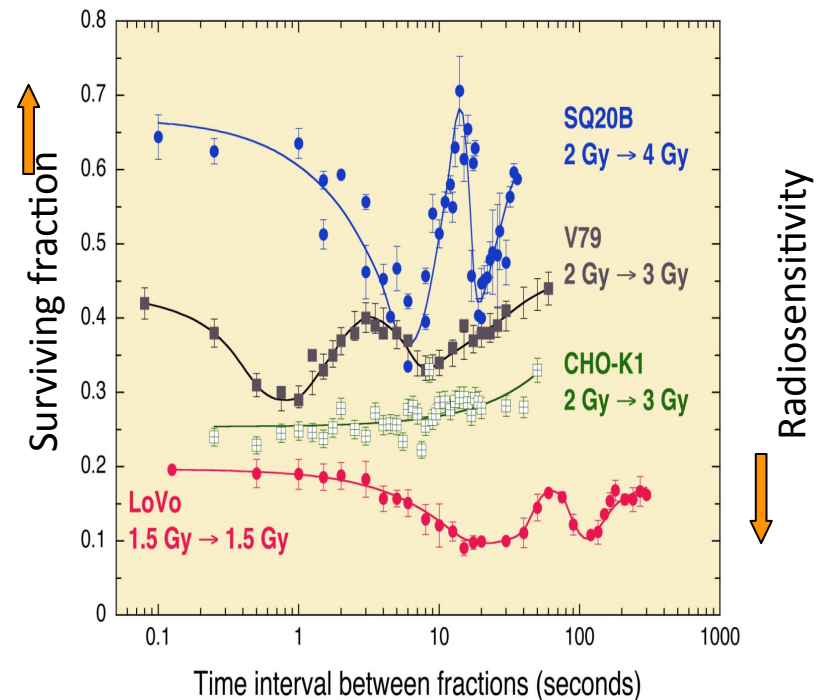 0.8
0.7
0.6
0.5
0.4
0.3
0.2
0.1
0
Surviving fraction
SQ20B
2 Gy → 4 Gy
V79
2 Gy → 3 Gy
CHO-K1
2 Gy → 3 Gy
LoVo
1.5 Gy → 1.5 Gy
Radiosensitivity
0.1 1 10 100 1000
Time interval between fractions (seconds)